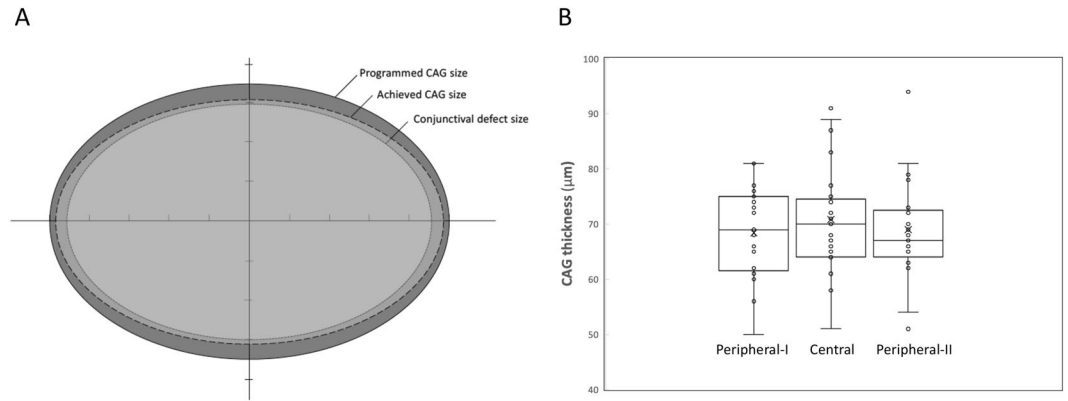 A
Programmed CAG size
Achieved CAG size
Conjunctival defect size
B
CAG thickness (μm)
100
90
80
70
60
50
40
Peripheral-I Central Peripheral-II